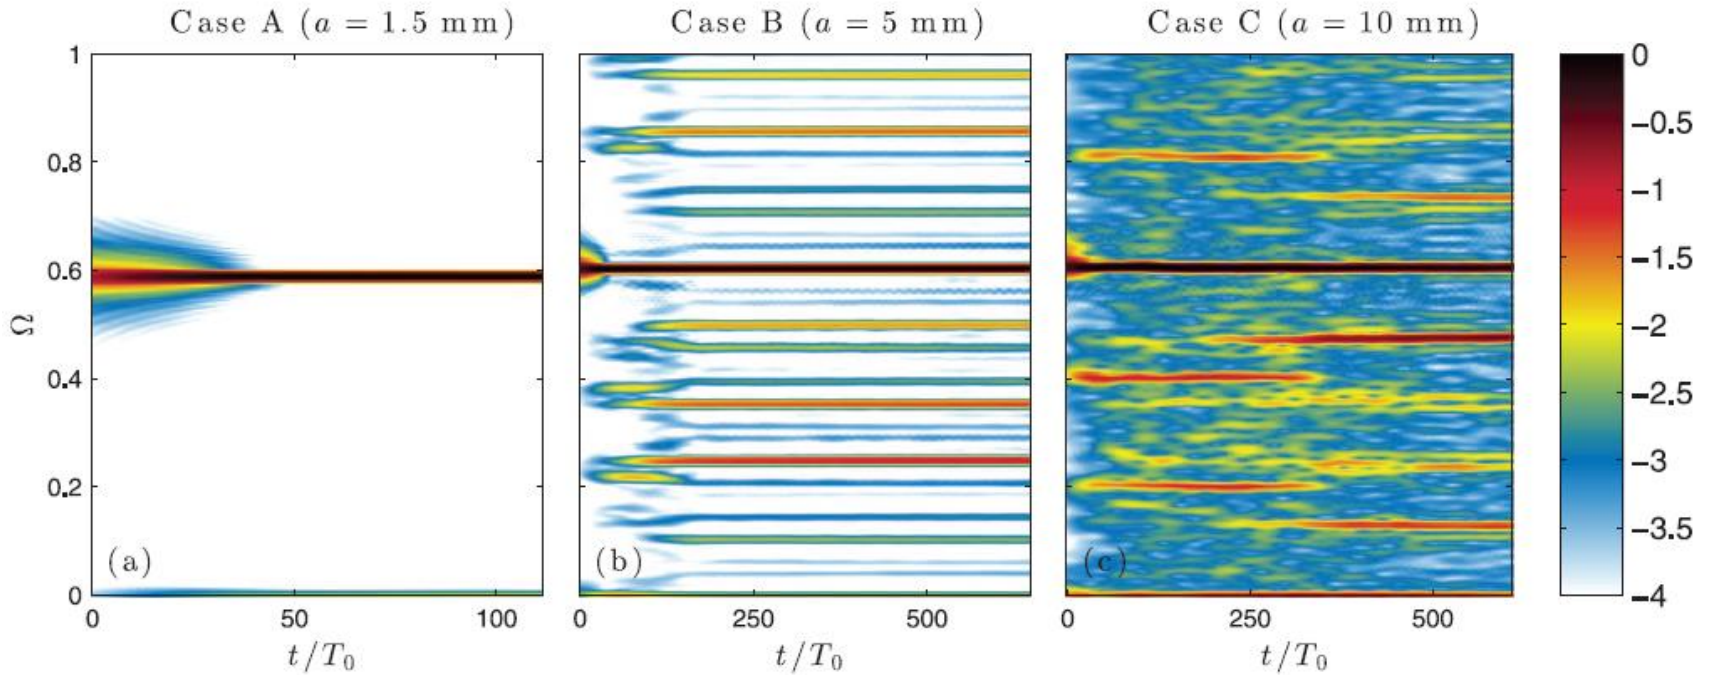 Case A (a = 1.5 mm)
Case B (a = 5 mm)
Case C (a = 10 mm)
1
0.8
0.6
0.4
0.2
0
Ω
(a)
(b)
(c)
0 50 100
0 250 500
0 250 500
t/T₀
t/T₀
t/T₀
0
−0.5
−1
−1.5
−2
−2.5
−3
−3.5
−4